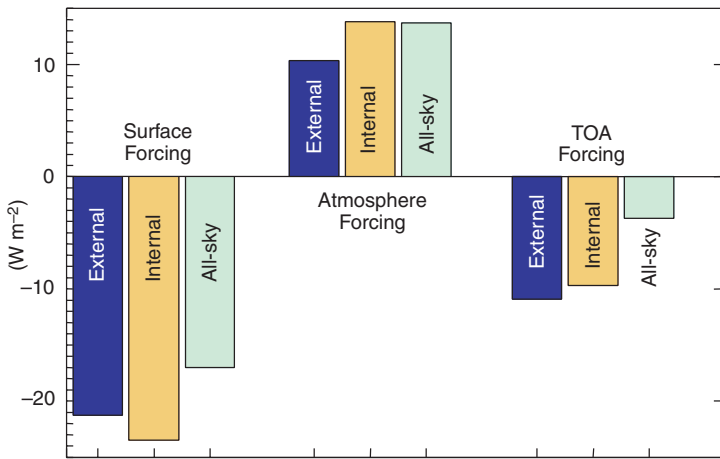 10
0
−10
−20
(W m−2)
Surface
Forcing
External
Internal
All-sky
External
Internal
All-sky
Atmosphere
Forcing
TOA
Forcing
External
Internal
All-sky